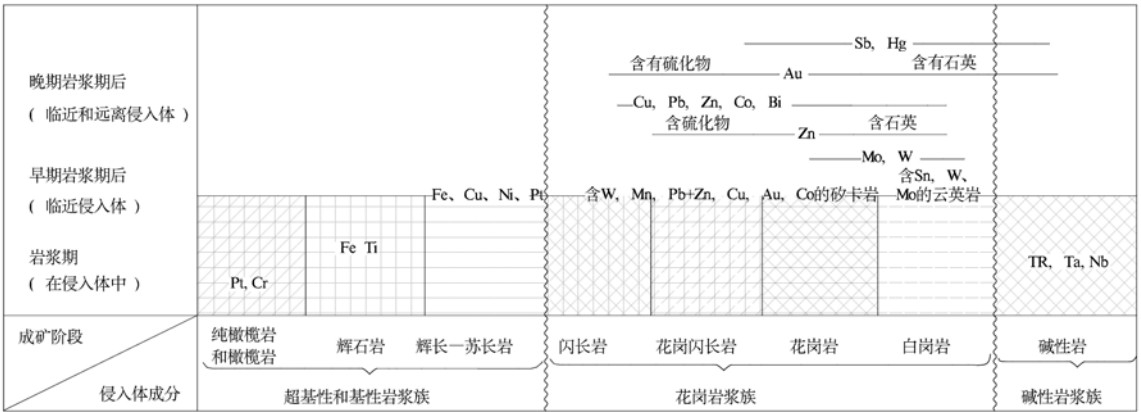 Sb, Hg
含有硫化物 含有石英
Au
晚期岩浆期后
( 临近和远离侵入体 )
Cu, Pb, Zn, Co, Bi
含硫化物 含石英
Zn
Mo, W
早期岩浆期后
( 临近侵入体 )
Fe、Cu、Ni、Pt
含W, Mn, Pb+Zn, Cu, Au, Co的矽卡岩
含Sn, W、
Mo的云英岩
岩浆期
( 在侵入体中 )
Pt, Cr
Fe Ti
TR, Ta, Nb
成矿阶段
侵入体成分
纯橄榄岩
和橄榄岩
辉石岩
辉长—苏长岩
闪长岩
花岗闪长岩
花岗岩
白岗岩
碱性岩
超基性和基性岩浆族
花岗岩浆族
碱性岩浆族